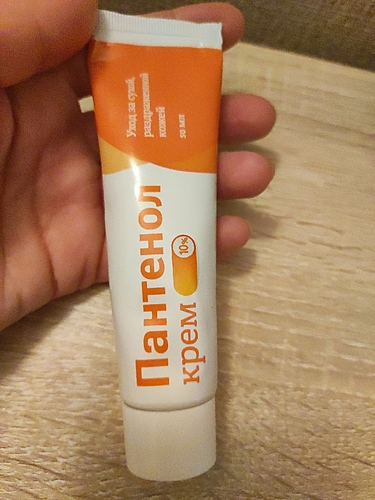 Уход за сухой,
раздраженной
кожей
50 мл
Пантенол
крем 10%